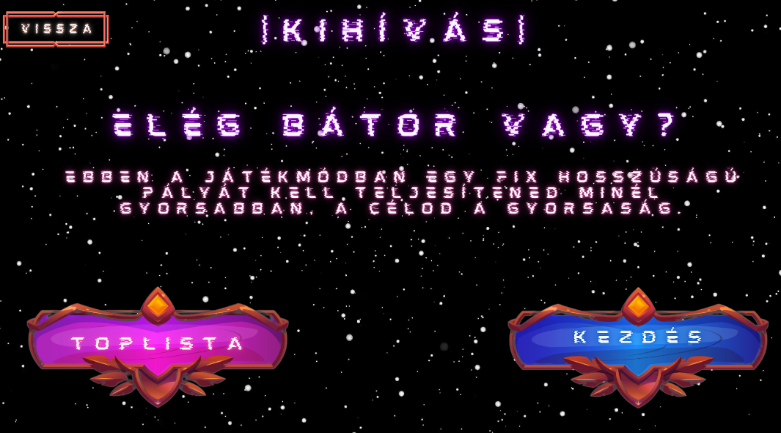 VISSZA
|KIHÍVÁS|
ELÉG BÁTOR VAGY?
EBBEN A JÁTÉKMÓDBAN EGY FIX HOSSZÚSÁGÚ
PÁLYÁT KELL TELJESÍTENED MINÉL
GYORSABBAN. A CÉLOD A GYORSASÁG.
TOPLISTA
KEZDÉS